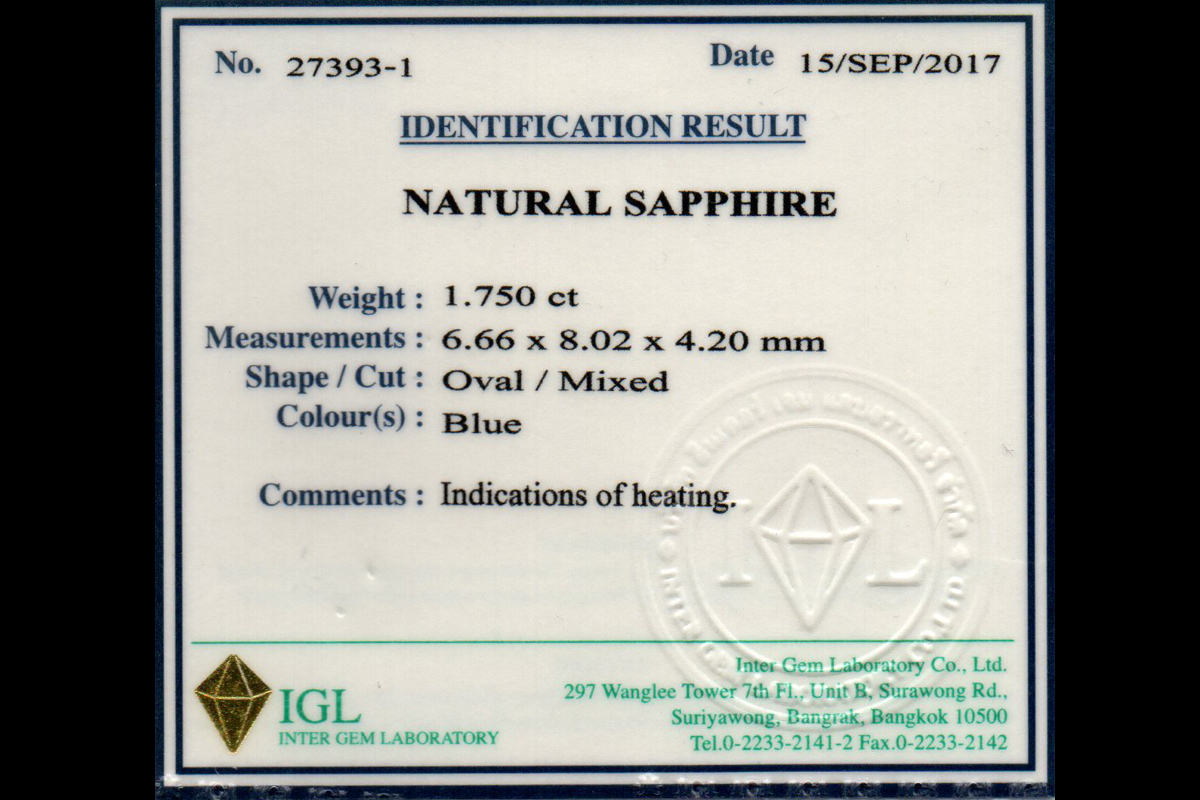 No. 27393-1 Date 15/SEP/2017
IDENTIFICATION RESULT
NATURAL SAPPHIRE
Weight : 1.750 ct
Measurements : 6.66 x 8.02 x 4.20 mm
Shape / Cut : Oval / Mixed
Colour(s) : Blue
Comments : Indications of heating.
I L
IGL
INTER GEM LABORATORY
Inter Gem Laboratory Co., Ltd.
297 Wanglee Tower 7th Fl., Unit B, Surawong Rd.,
Suriyawong, Bangrak, Bangkok 10500
Tel.0-2233-2141-2 Fax.0-2233-2142